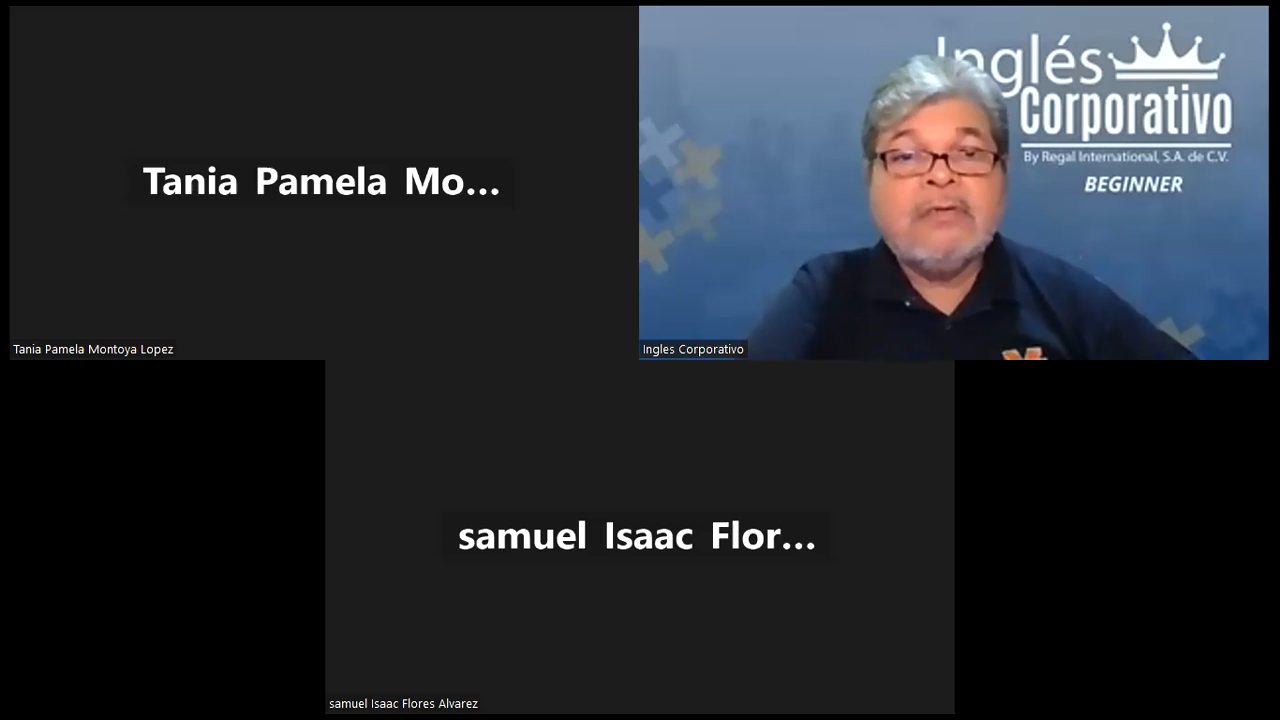 Tania Pamela Mo...
Tania Pamela Montoya Lopez
Inglés
Corporativo
By Regal International, S.A. de C.V.
BEGINNER
Ingles Corporativo
samuel Isaac Flor...
samuel Isaac Flores Alvarez